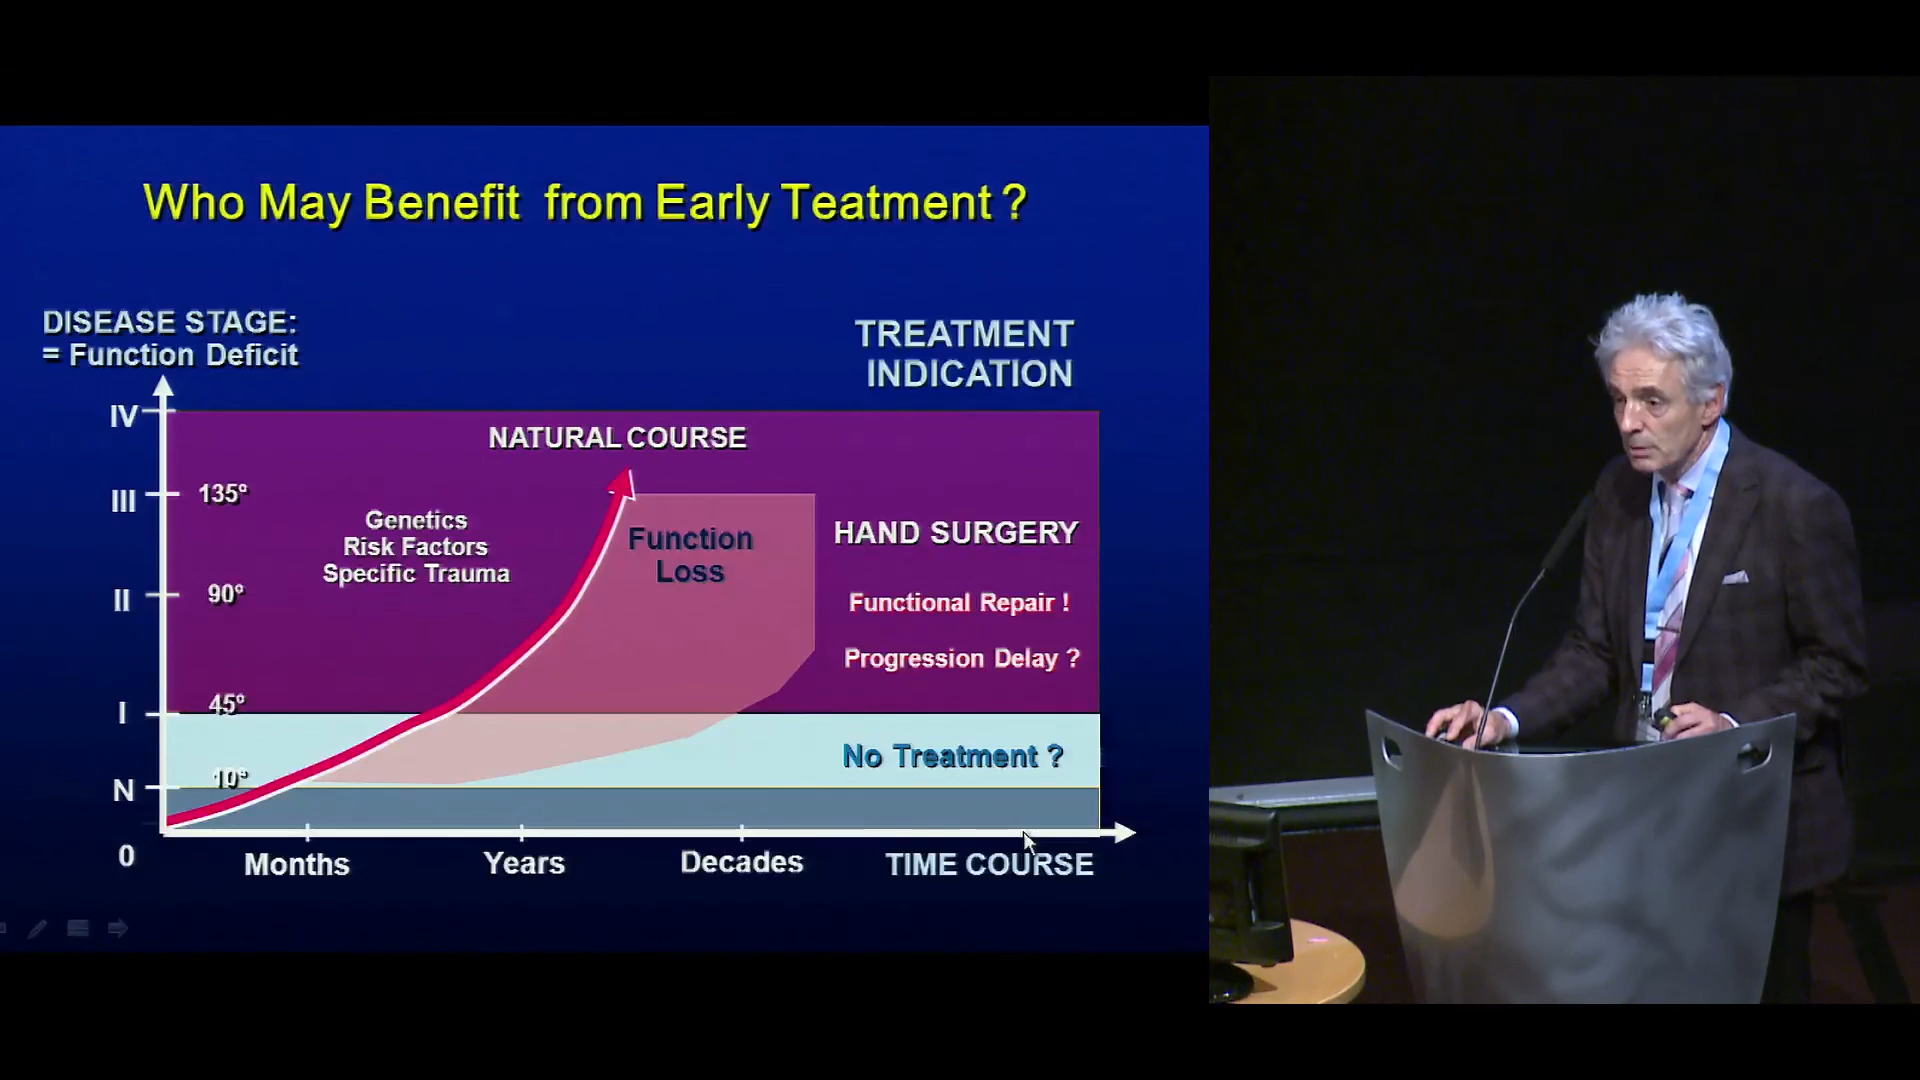 Who May Benefit from Early Teatment ?
DISEASE STAGE:
= Function Deficit
TREATMENT
INDICATION
IV
NATURAL COURSE
III
135°
Genetics
Risk Factors
Specific Trauma
Function
Loss
HAND SURGERY
II
90°
Functional Repair !
Progression Delay ?
I
45°
No Treatment ?
N
10°
0
Months
Years
Decades
TIME COURSE